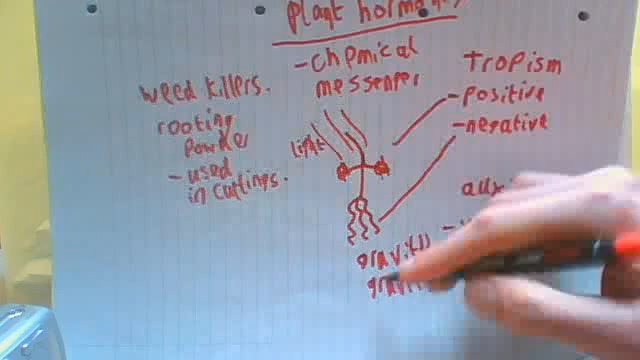 plant hormones
- chemical
messenger
weed killers.
rooting
powder
- used
in cuttings.
light
Tropism
- positive
- negative
gravity